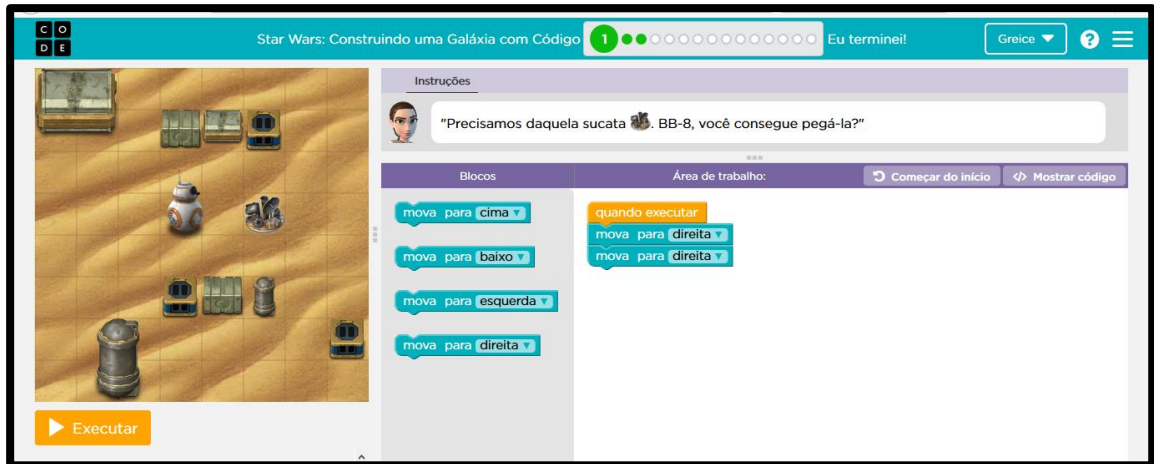 CODE
Star Wars: Construindo uma Galáxia com Código 1 Eu terminei! Greice ?
Instruções
"Precisamos daquela sucata . BB-8, você consegue pegá-la?"
Blocos
Área de trabalho:
Começar do início
</> Mostrar código
mova para cima
mova para baixo
mova para esquerda
mova para direita
quando executar
mova para direita
mova para direita
Executar